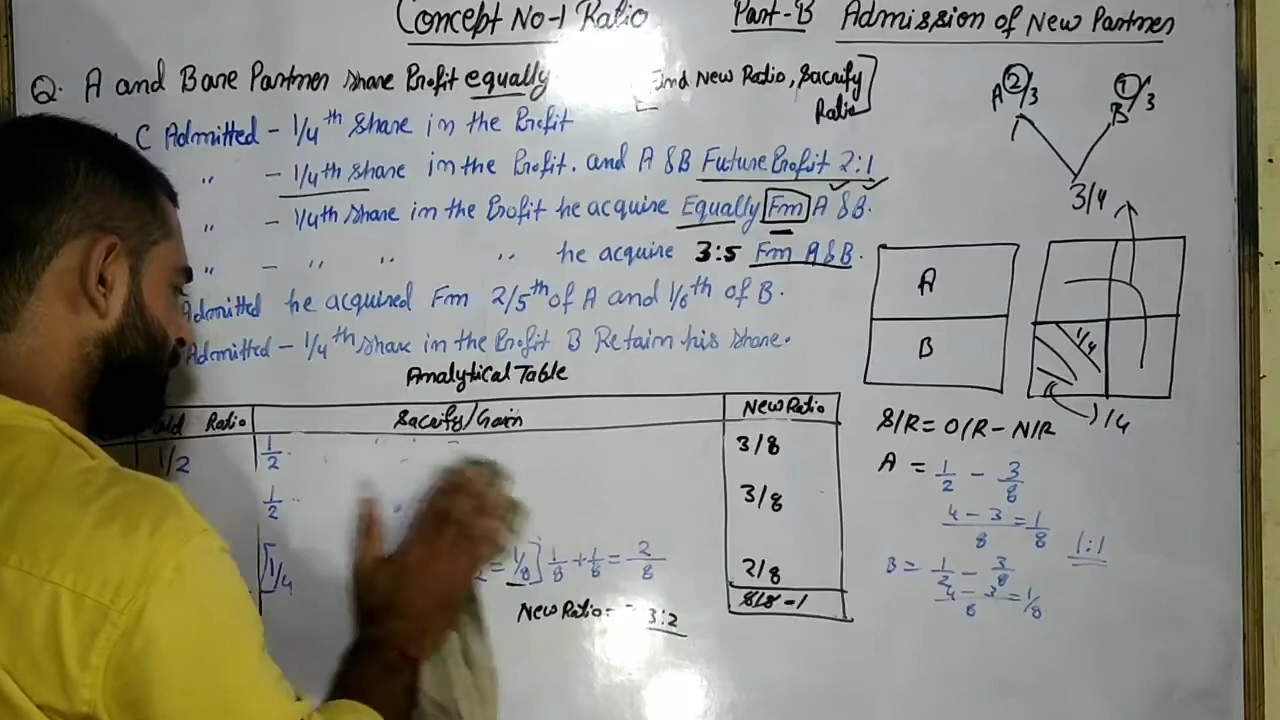 Concept No-1 Ratio Part-B Admission of New Partner
Q. A and B are Partner share Profit equally [Find New Ratio, Sacrify Ratio]
C Admitted - 1/4th Share in the Profit
" - 1/4th share in the Profit. and A & B Future Profit 2:1
" - 1/4th share in the Profit he acquire Equally Fm A & B.
" - " " " he acquire 3:5 Fm A & B.
Admitted he acquired Fm 2/5th of A and 1/6th of B.
Admitted - 1/4th share in the Profit B Retain his share.
Analytical Table
Old Ratio Sacrify/Gain New Ratio
1/2 1/2 3/8
1/2 3/8
1/4 = 1/8] 1/8 + 1/8 = 2/8 2/8
8/8 - 1
New Ratio = 3:2
A 2/3 B 1/3
3/4
A
B
1/4
1/4
S/R = O/R - N/R
A = 1/2 - 3/8
4 - 3 / 8 = 1/8
1:1
B = 1/2 - 3/8
4 - 3 / 8 = 1/8